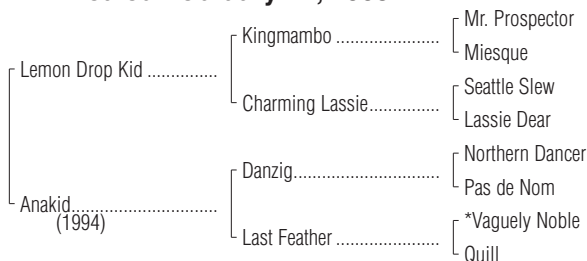 Kingmambo
Mr. Prospector
Miesque
Lemon Drop Kid
Charming Lassie
Seattle Slew
Lassie Dear
Danzig
Northern Dancer
Pas de Nom
Anakid
(1994)
Last Feather
*Vaguely Noble
Quill